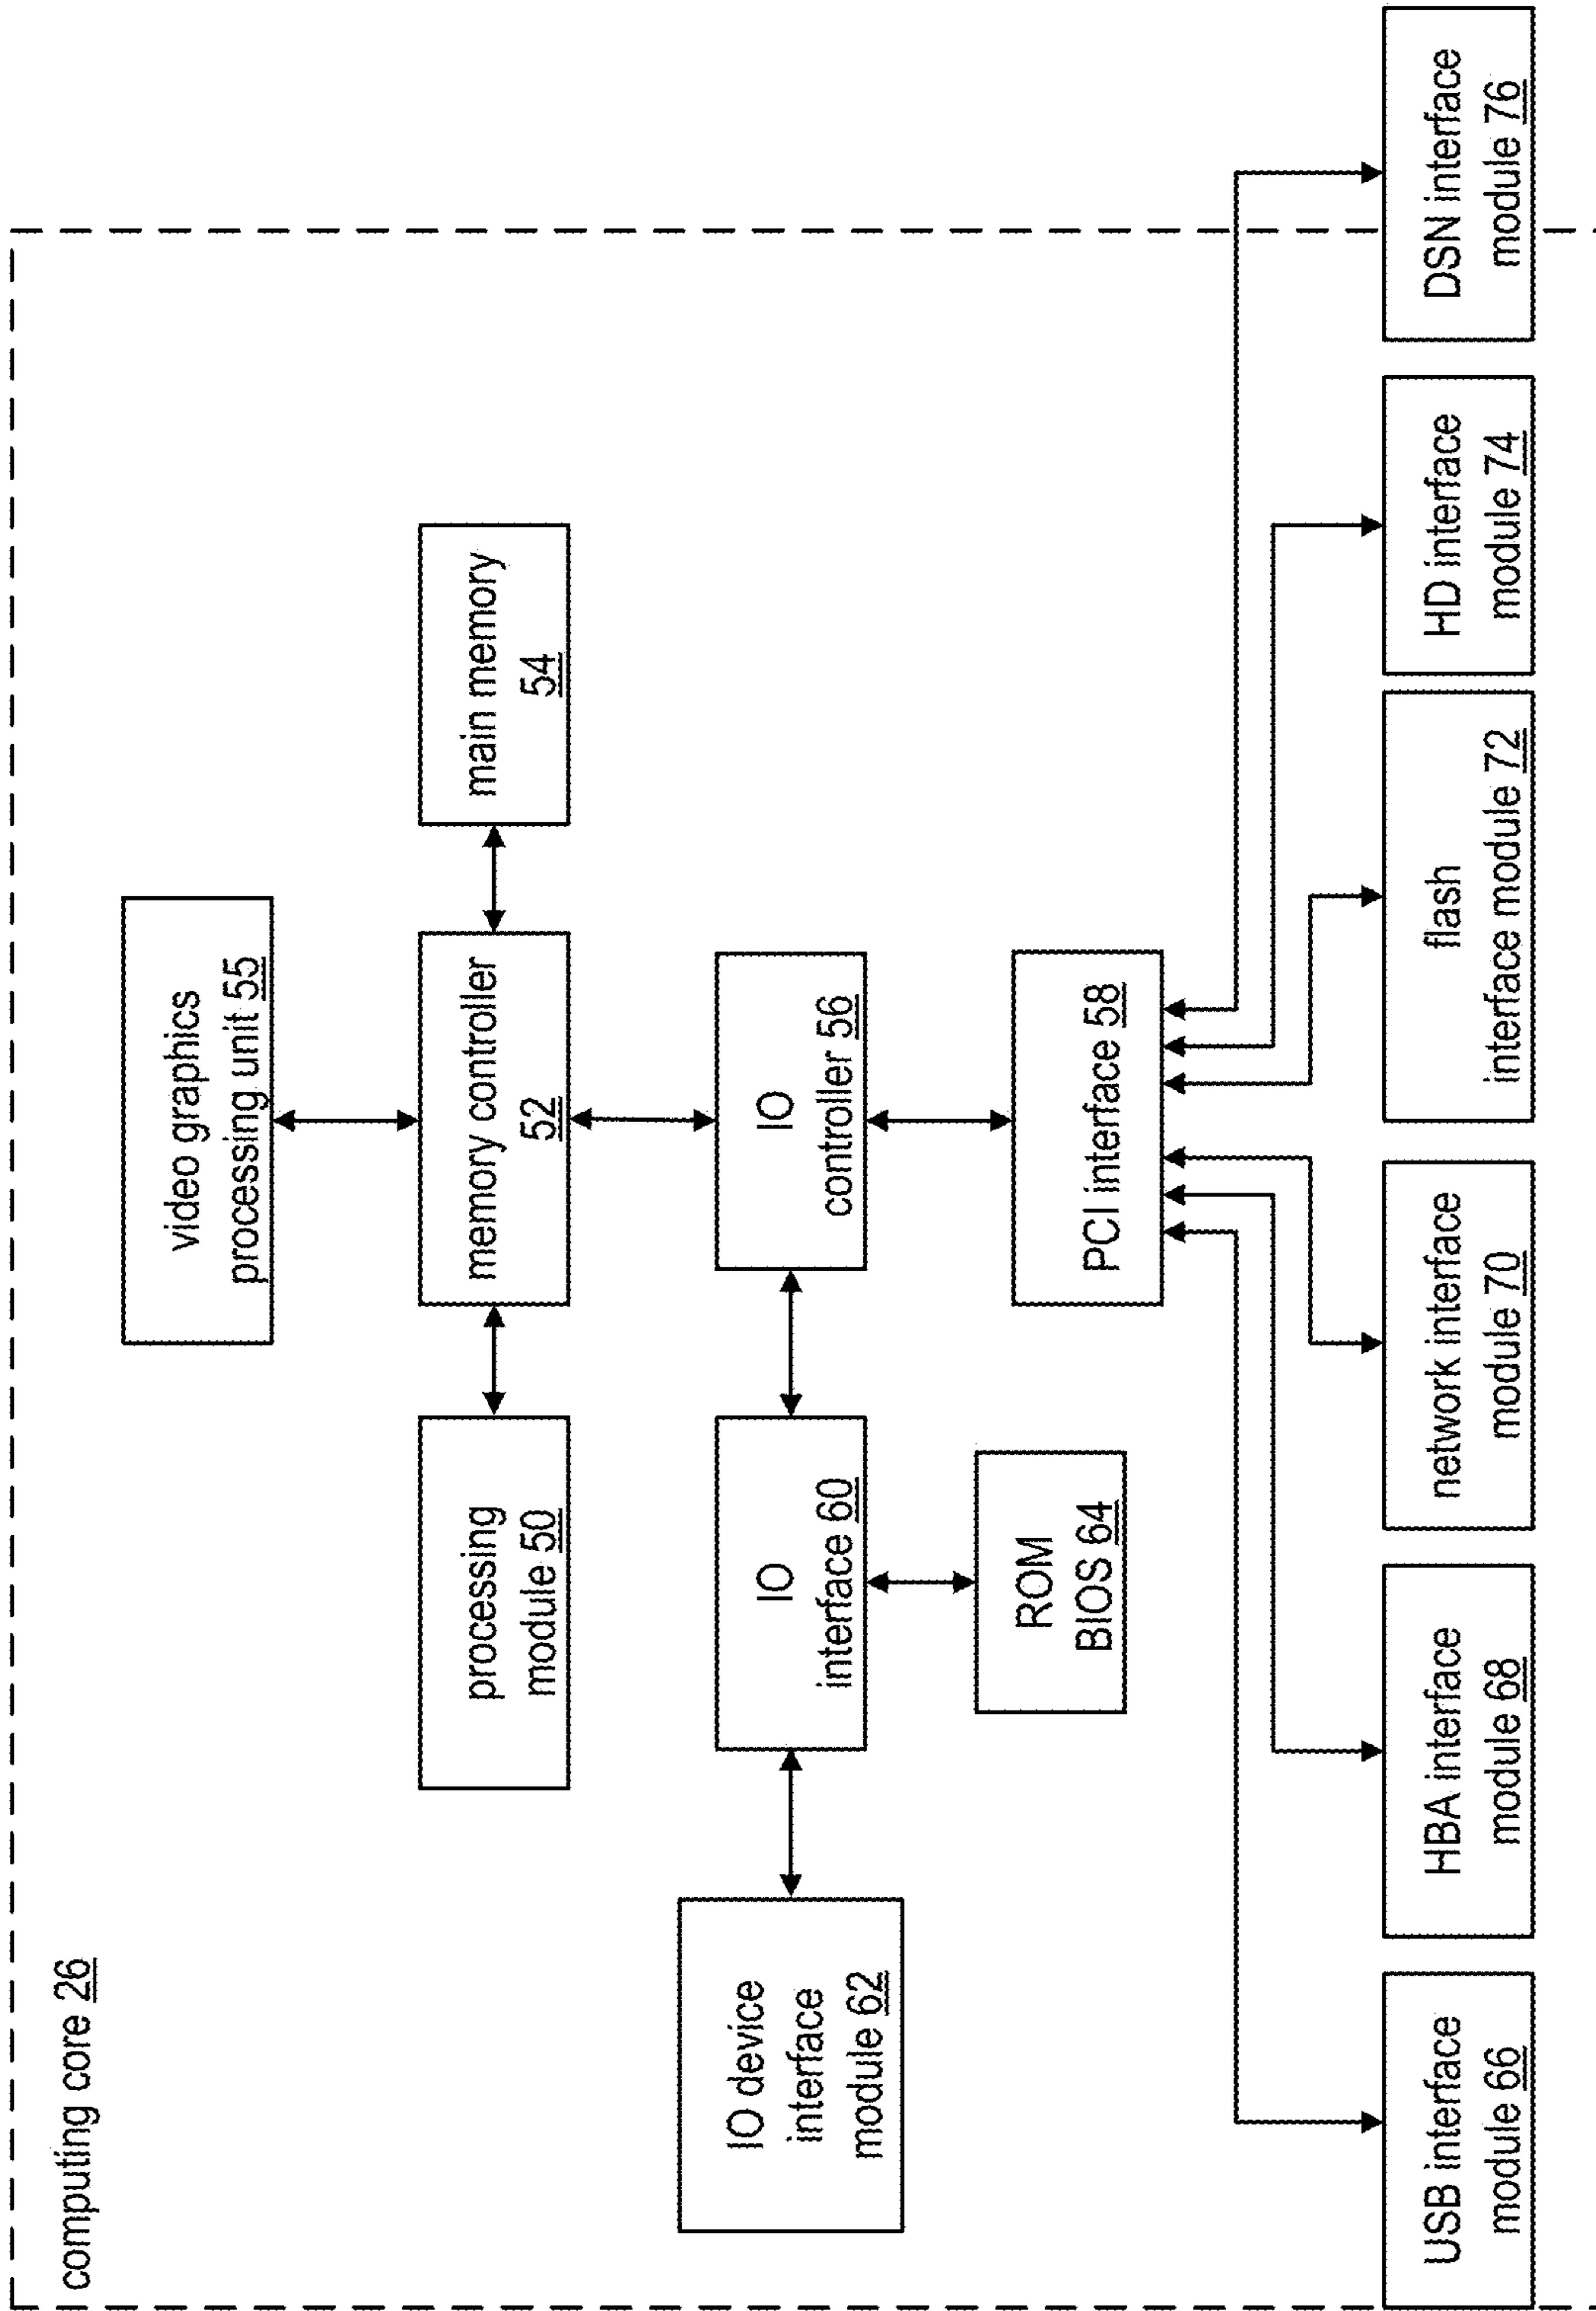 computing core 26
video graphics
processing unit 55
processing
module 50
memory controller
52
main memory
54
IO device
interface
module 62
IO
interface 60
IO
controller 56
ROM
BIOS 64
PCI interface 58
USB interface
module 66
HBA interface
module 68
network interface
module 70
flash
interface module 72
HD interface
module 74
DSN interface
module 76